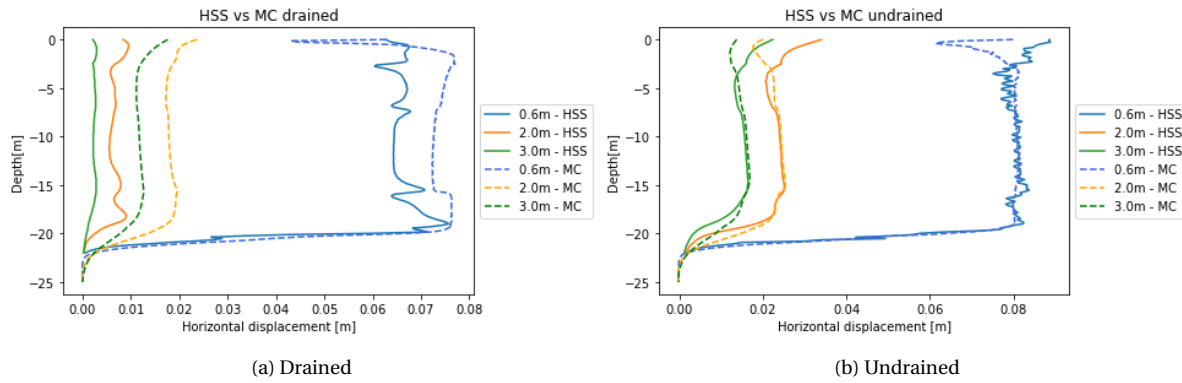 HSS vs MC drained
0
−5
−10
−15
−20
−25
Depth[m]
0.00 0.01 0.02 0.03 0.04 0.05 0.06 0.07 0.08
Horizontal displacement [m]
0.6m - HSS
2.0m - HSS
3.0m - HSS
0.6m - MC
2.0m - MC
3.0m - MC
(a) Drained
HSS vs MC undrained
0
−5
−10
−15
−20
−25
Depth[m]
0.00 0.02 0.04 0.06 0.08
Horizontal displacement [m]
0.6m - HSS
2.0m - HSS
3.0m - HSS
0.6m - MC
2.0m - MC
3.0m - MC
(b) Undrained